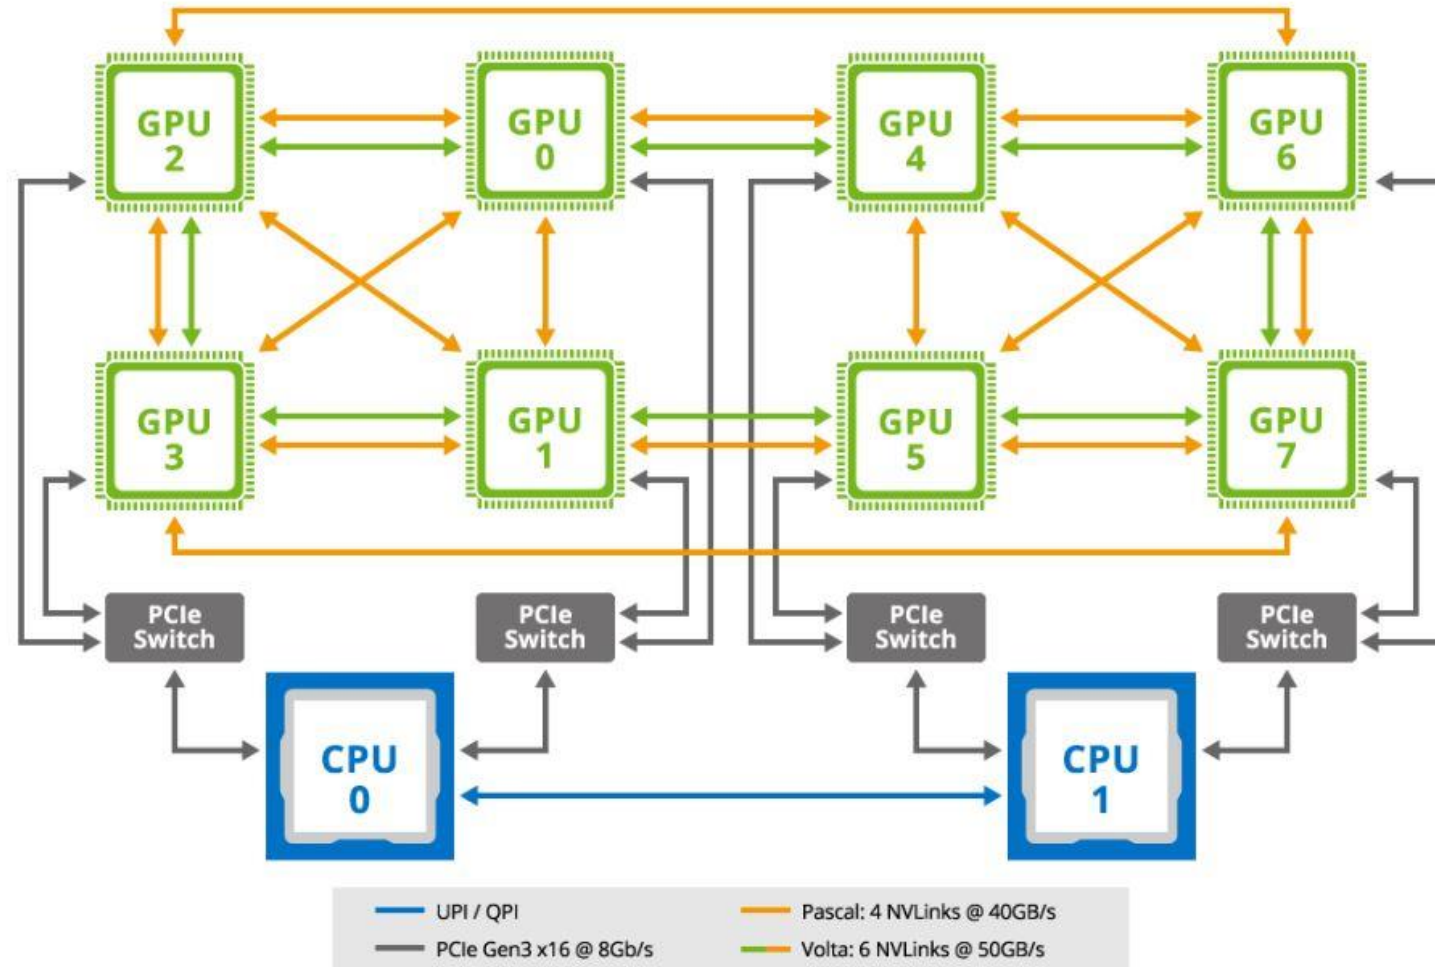 GPU
2
GPU
0
GPU
4
GPU
6
GPU
3
GPU
1
GPU
5
GPU
7
PCIe
Switch
PCIe
Switch
PCIe
Switch
PCIe
Switch
CPU
0
CPU
1
UPI / QPI
Pascal: 4 NVLinks @ 40GB/s
PCIe Gen3 x16 @ 8Gb/s
Volta: 6 NVLinks @ 50GB/s